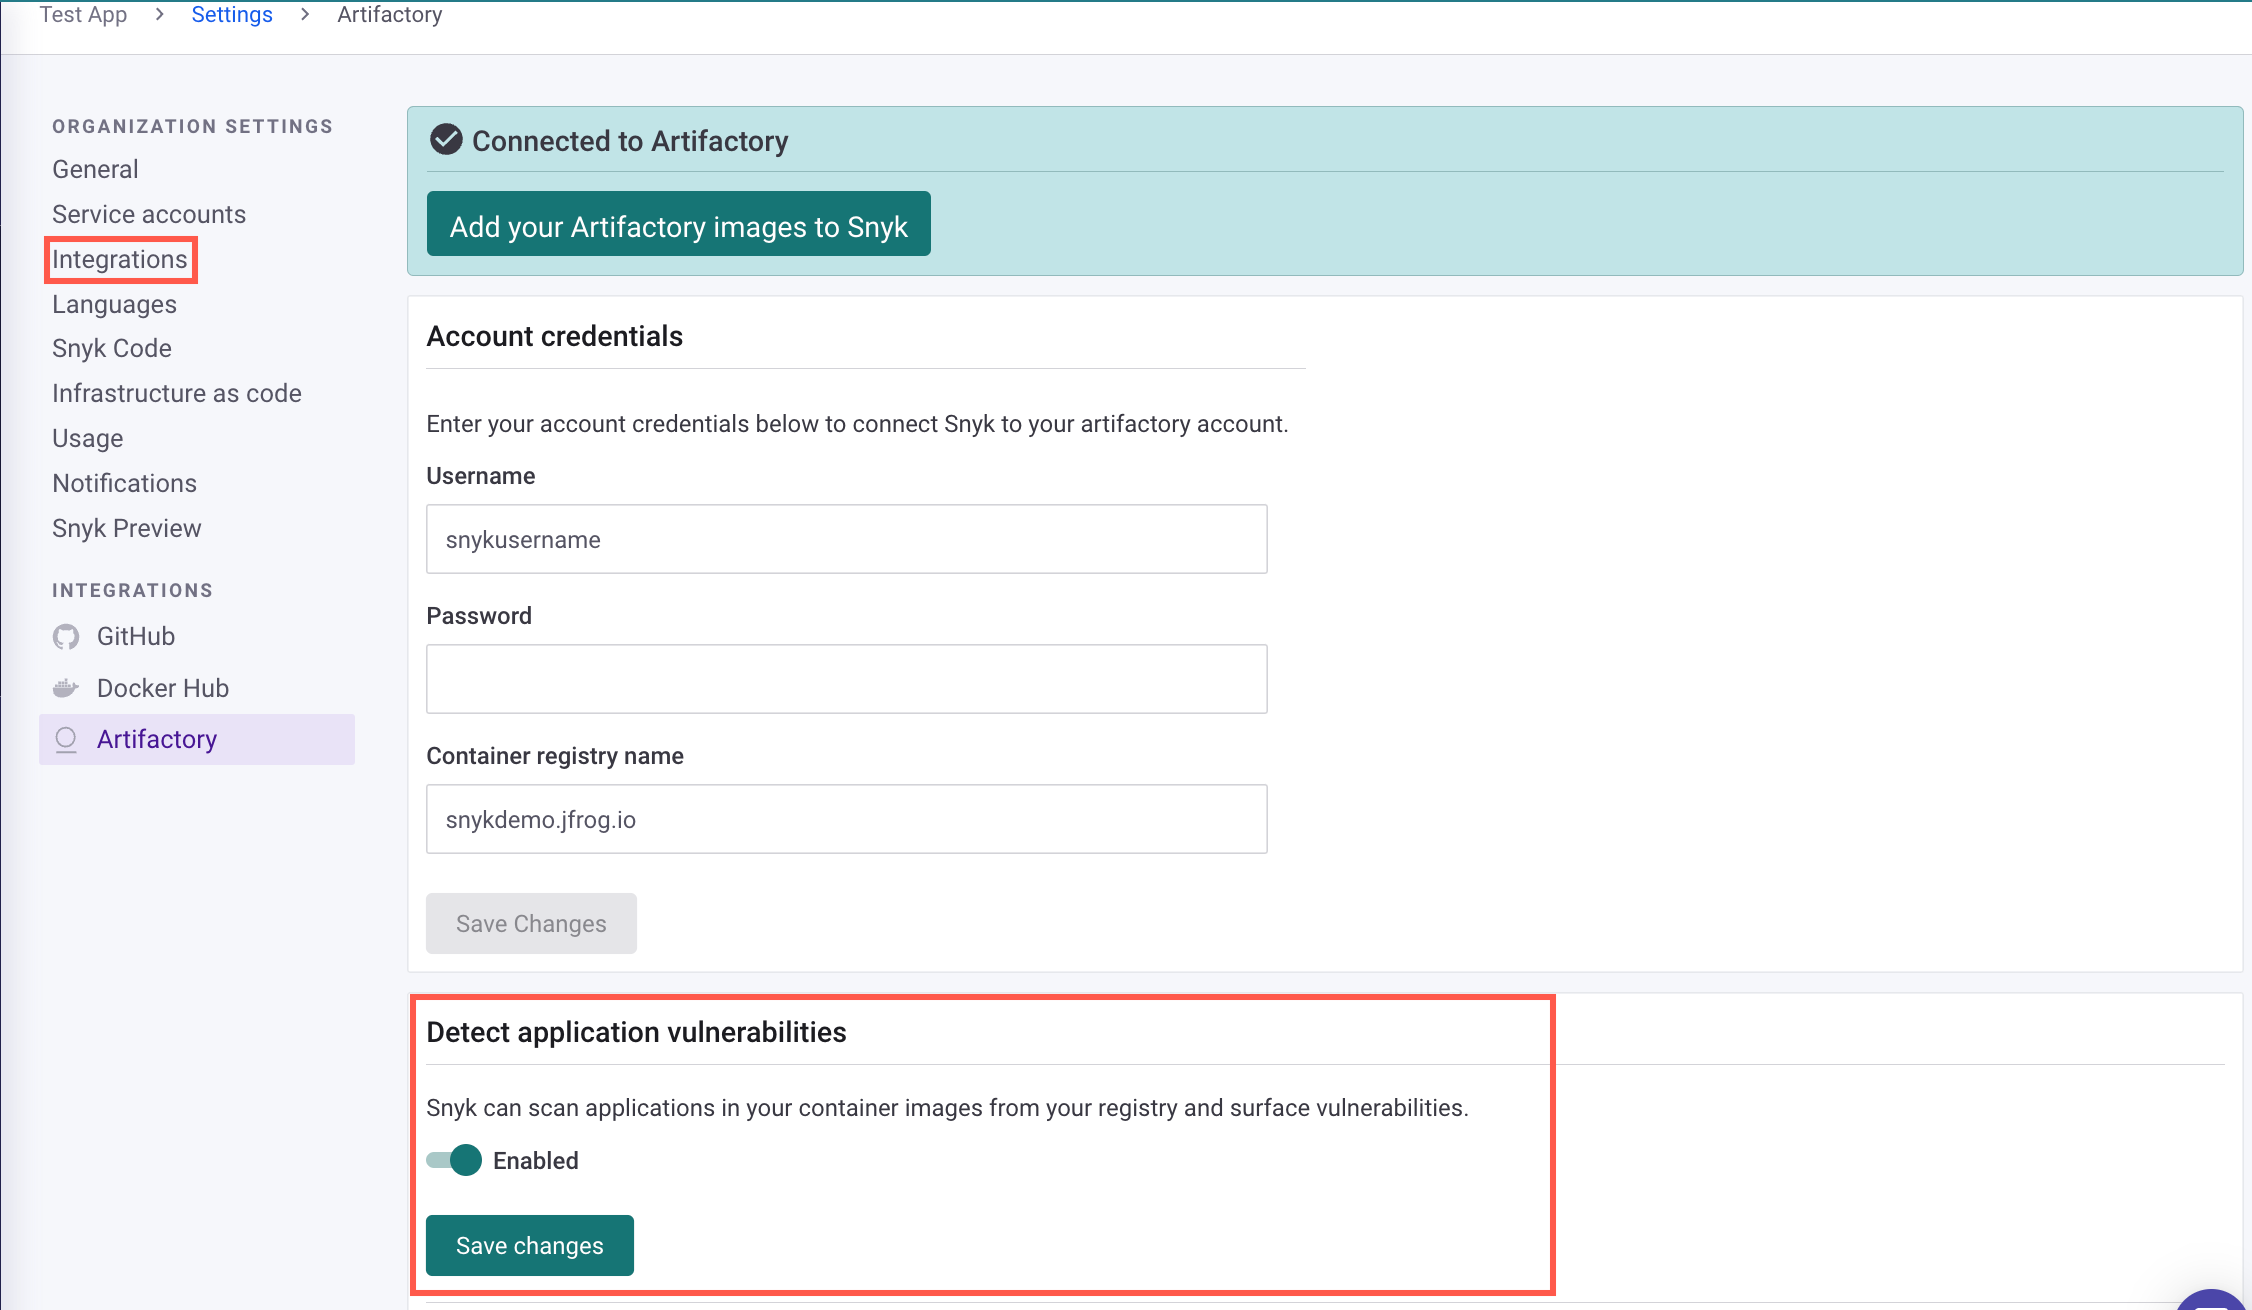 Test App > Settings > Artifactory
ORGANIZATION SETTINGS
General
Service accounts
Integrations
Languages
Snyk Code
Infrastructure as code
Usage
Notifications
Snyk Preview
INTEGRATIONS
GitHub
Docker Hub
Artifactory
Connected to Artifactory
Add your Artifactory images to Snyk
Account credentials
Enter your account credentials below to connect Snyk to your artifactory account.
Username
snykusername
Password
Container registry name
snykdemo.jfrog.io
Save Changes
Detect application vulnerabilities
Snyk can scan applications in your container images from your registry and surface vulnerabilities.
Enabled
Save changes